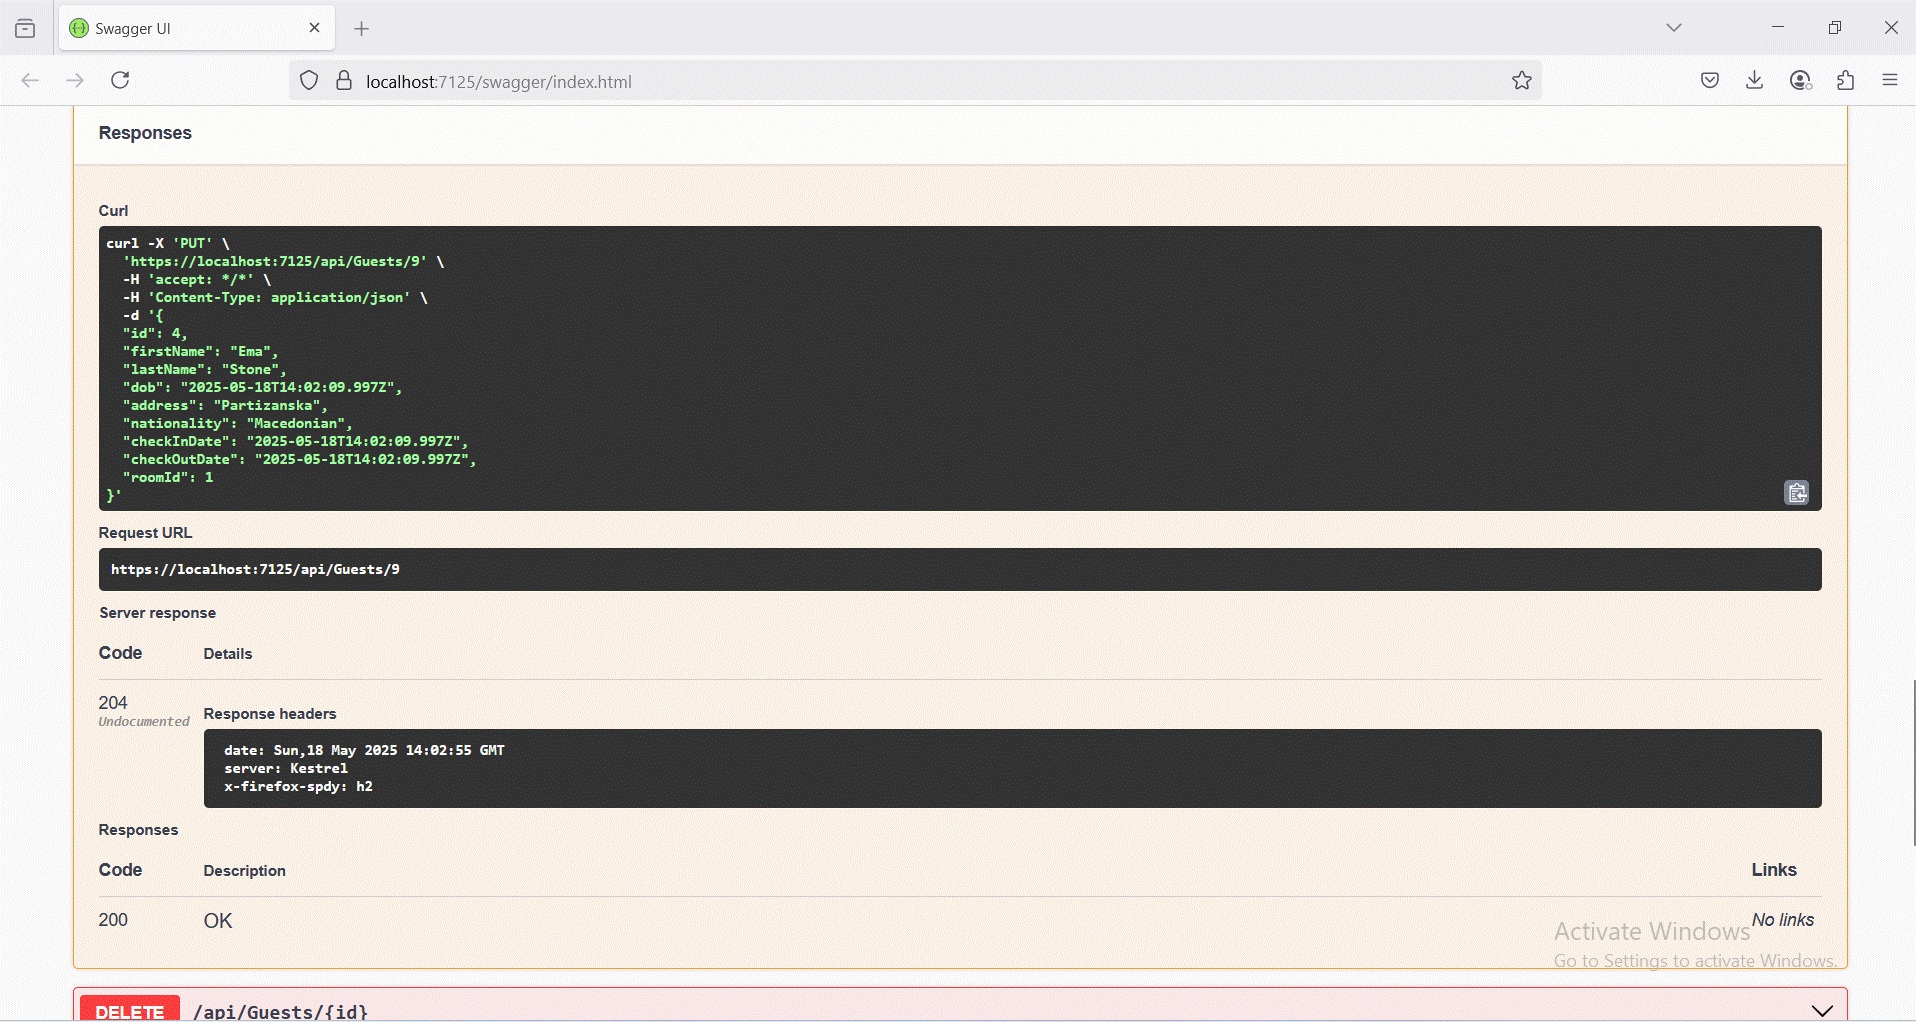 Swagger UI
localhost:7125/swagger/index.html
Responses
Curl
curl -X 'PUT' \
'https://localhost:7125/api/Guests/9' \
-H 'accept: */*' \
-H 'Content-Type: application/json' \
-d '{
"id": 4,
"firstName": "Ema",
"lastName": "Stone",
"dob": "2025-05-18T14:02:09.997Z",
"address": "Partizanska",
"nationality": "Macedonian",
"checkInDate": "2025-05-18T14:02:09.997Z",
"checkOutDate": "2025-05-18T14:02:09.997Z",
"roomId": 1
}'
Request URL
https://localhost:7125/api/Guests/9
Server response
Code Details
204
Undocumented
Response headers
date: Sun,18 May 2025 14:02:55 GMT
server: Kestrel
x-firefox-spdy: h2
Responses
Code Description Links
200 OK No links
Activate Windows
Go to Settings to activate Windows.
DELETE /api/Guests/{id}